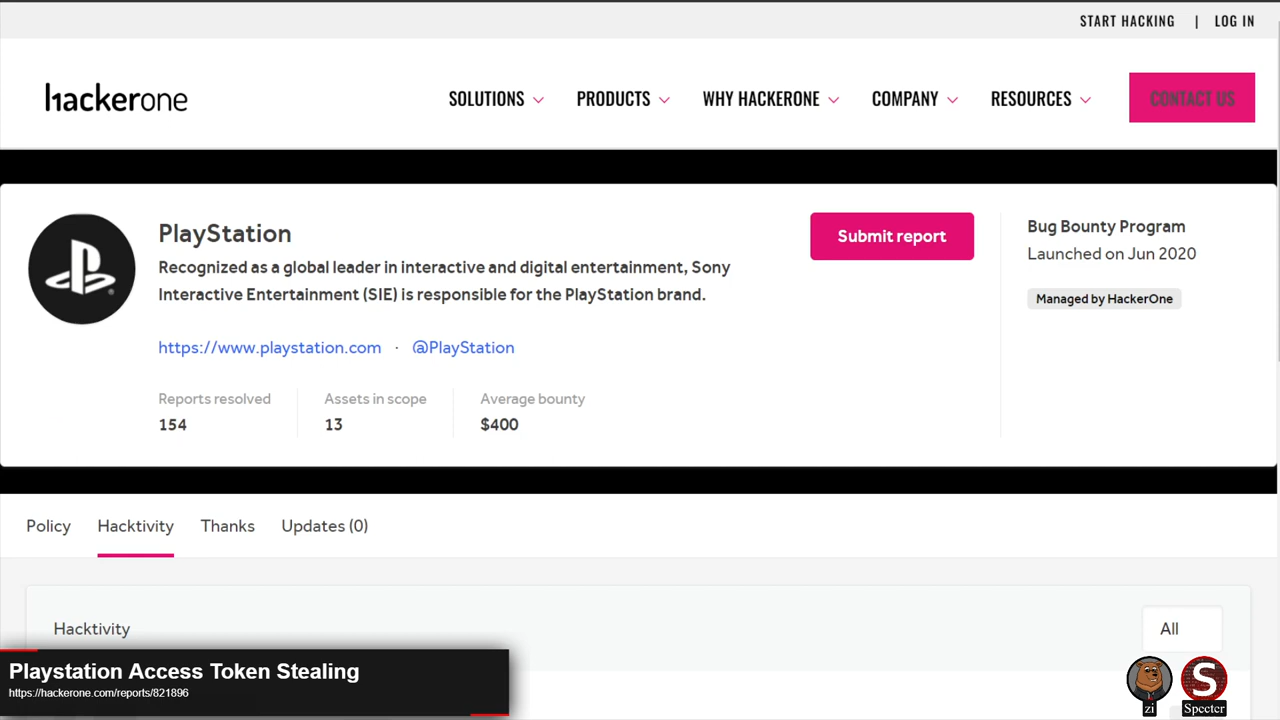 START HACKING | LOG IN
hackerone
SOLUTIONS PRODUCTS WHY HACKERONE COMPANY RESOURCES CONTACT US
PlayStation
Recognized as a global leader in interactive and digital entertainment, Sony
Interactive Entertainment (SIE) is responsible for the PlayStation brand.
https://www.playstation.com · @PlayStation
Reports resolved Assets in scope Average bounty
154 13 $400
Submit report
Bug Bounty Program
Launched on Jun 2020
Managed by HackerOne
Policy Hacktivity Thanks Updates (0)
Hacktivity
All
Playstation Access Token Stealing
https://hackerone.com/reports/821896
zi
S
Specter